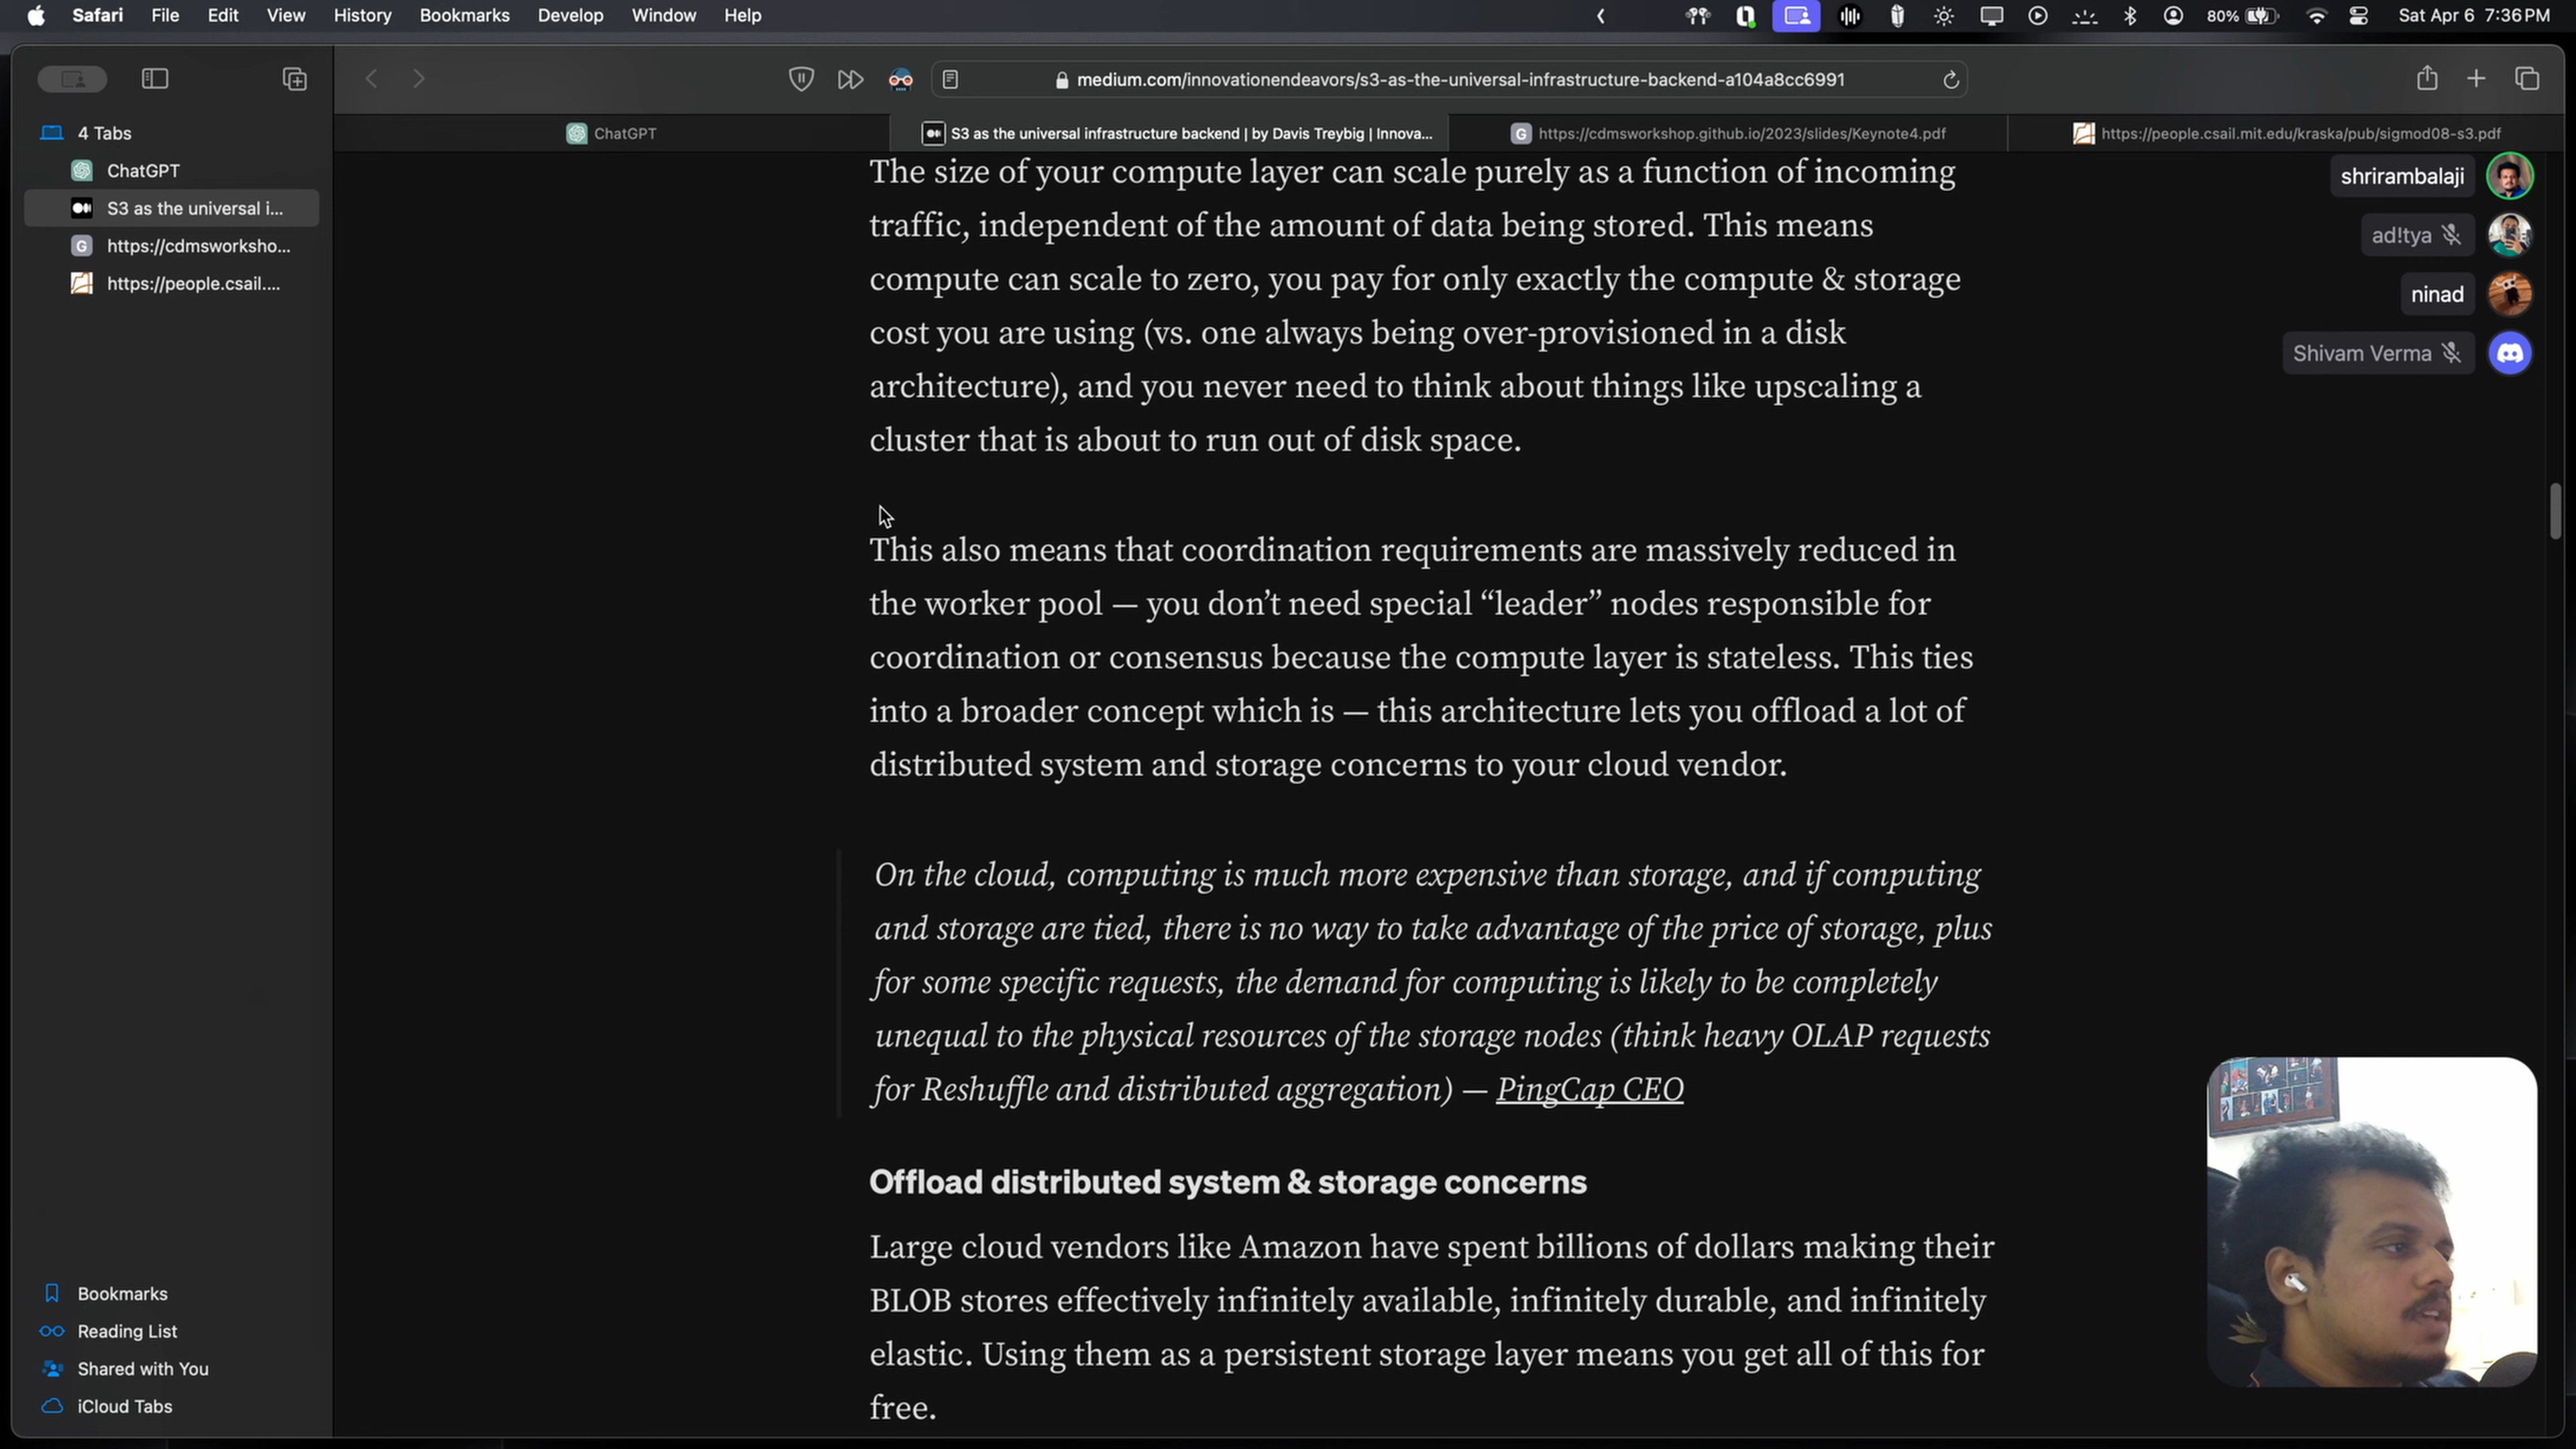 Safari File Edit View History Bookmarks Develop Window Help 80% Sat Apr 6 7:36 PM
medium.com/innovationendeavors/s3-as-the-universal-infrastructure-backend-a104a8cc6991
4 Tabs
ChatGPT
S3 as the universal i...
https://cdmsworksho...
https://people.csail....
Bookmarks
Reading List
Shared with You
iCloud Tabs
ChatGPT
S3 as the universal infrastructure backend | by Davis Treybig | Innova...
https://cdmsworkshop.github.io/2023/slides/Keynote4.pdf
https://people.csail.mit.edu/kraska/pub/sigmod08-s3.pdf
The size of your compute layer can scale purely as a function of incoming
traffic, independent of the amount of data being stored. This means
compute can scale to zero, you pay for only exactly the compute & storage
cost you are using (vs. one always being over-provisioned in a disk
architecture), and you never need to think about things like upscaling a
cluster that is about to run out of disk space.
This also means that coordination requirements are massively reduced in
the worker pool — you don’t need special “leader” nodes responsible for
coordination or consensus because the compute layer is stateless. This ties
into a broader concept which is — this architecture lets you offload a lot of
distributed system and storage concerns to your cloud vendor.
On the cloud, computing is much more expensive than storage, and if computing
and storage are tied, there is no way to take advantage of the price of storage, plus
for some specific requests, the demand for computing is likely to be completely
unequal to the physical resources of the storage nodes (think heavy OLAP requests
for Reshuffle and distributed aggregation) — PingCap CEO
Offload distributed system & storage concerns
Large cloud vendors like Amazon have spent billions of dollars making their
BLOB stores effectively infinitely available, infinitely durable, and infinitely
elastic. Using them as a persistent storage layer means you get all of this for
free.
shrirambalaji
ad!tya
ninad
Shivam Verma